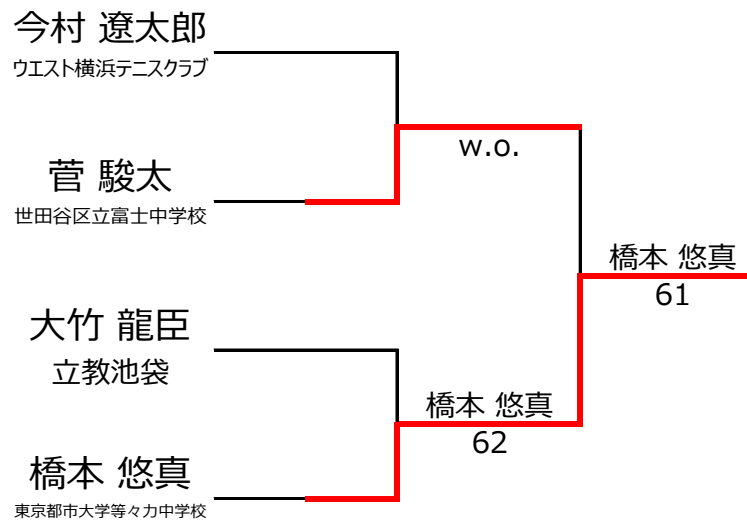 今村 遼太郎
ウエスト横浜テニスクラブ
w.o.
菅 駿太
世田谷区立富士中学校
橋本 悠真
61
大竹 龍臣
立教池袋
橋本 悠真
62
橋本 悠真
東京都市大学等々力中学校